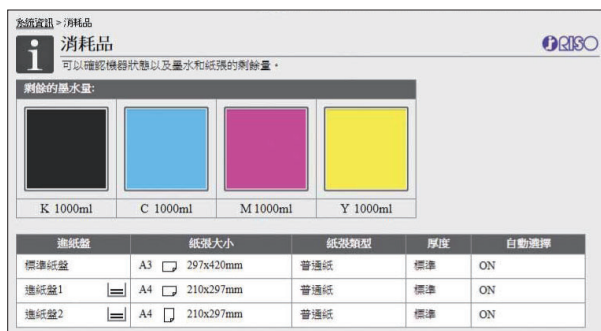 系統資訊 > 消耗品
消耗品
RISO
可以確認機器狀態以及墨水和紙張的剩餘量。
剩餘的墨水量:
K 1000ml C 1000ml M 1000ml Y 1000ml
進紙盤 紙張大小 紙張類型 厚度 自動選擇
標準紙盤 A3 297x420mm 普通紙 標準 ON
進紙盤1 A4 210x297mm 普通紙 標準 ON
進紙盤2 A4 210x297mm 普通紙 標準 ON